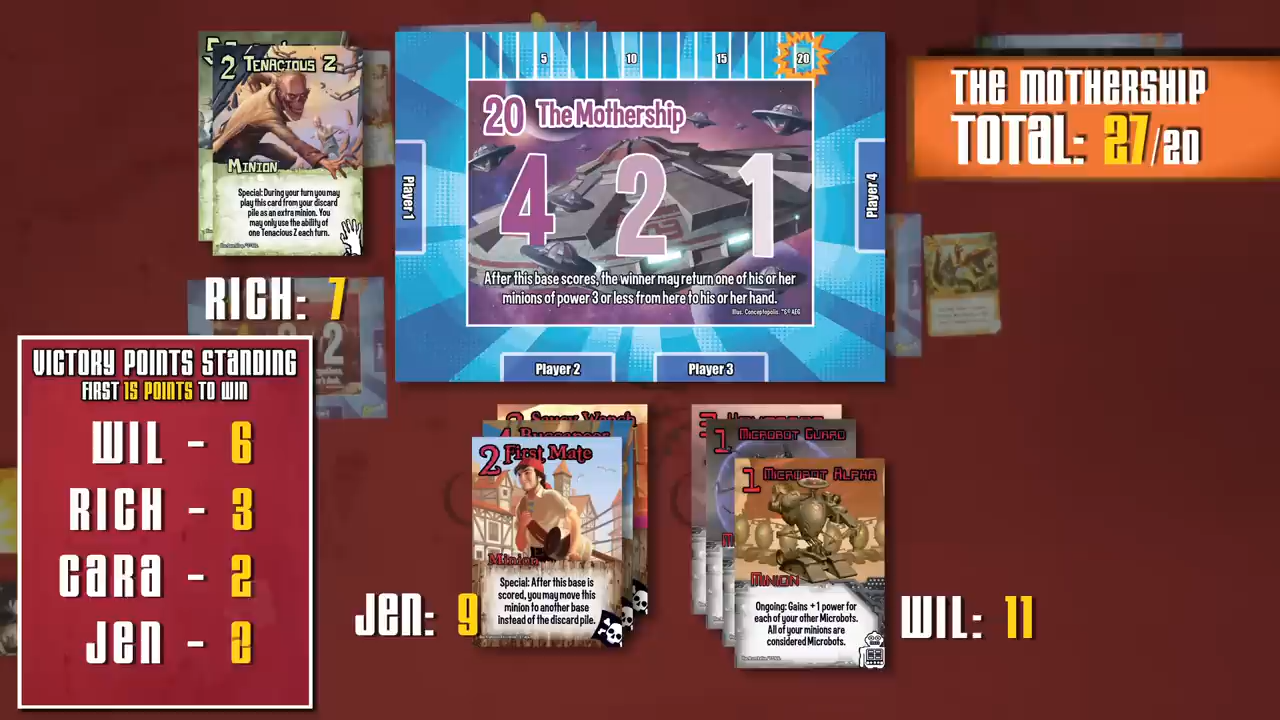 2 Tenacious Z
Minion
Special: During your turn you may
play this card from your discard
pile as an extra minion. You
may only use the ability of
one Tenacious Z each turn.
RICH: 7
5
10
15
20
Player 1
20 The Mothership
4 2 1
After this base scores, the winner may return one of his or her
minions of power 3 or less from here to his or her hand.
Player 4
Player 2
Player 3
THE MOTHERSHIP
TOTAL: 27/20
VICTORY POINTS STANDING
FIRST 15 POINTS TO WIN
WIL - 6
RICH - 3
CARA - 2
JEN - 0
Saucy Wench
4 Buccaneer
2 First Mate
Minion
Special: After this base is
scored, you may move this
minion to another base
instead of the discard pile.
JEN: 9
1 Microbot Guard
1 Microbot Alpha
Minion
Ongoing: Gains +1 power for
each of your other Microbots.
All of your minions are
considered Microbots.
WIL: 11